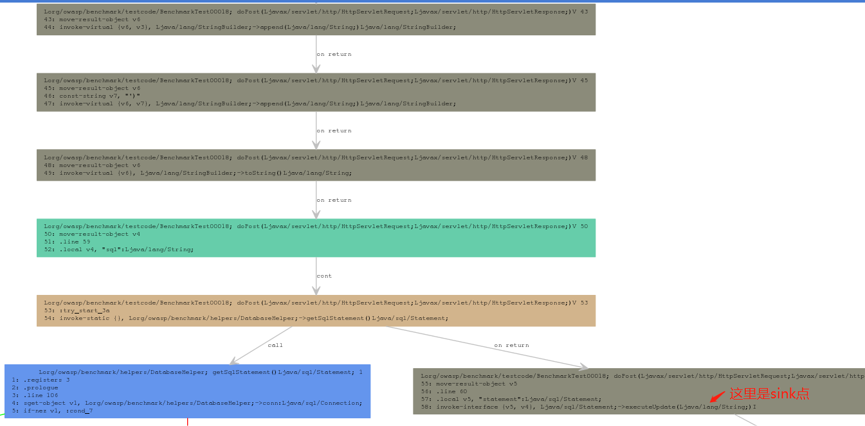 Lorg/owasp/benchmark/testcode/BenchmarkTest00018; doPost(Ljavax/servlet/http/HttpServletRequest;Ljavax/servlet/http/HttpServletResponse;)V 43
43: move-result-object v6
44: invoke-virtual {v6, v3}, Ljava/lang/StringBuilder;->append(Ljava/lang/String;)Ljava/lang/StringBuilder;
on return
Lorg/owasp/benchmark/testcode/BenchmarkTest00018; doPost(Ljavax/servlet/http/HttpServletRequest;Ljavax/servlet/http/HttpServletResponse;)V 45
45: move-result-object v6
46: const-string v7, "')"
47: invoke-virtual {v6, v7}, Ljava/lang/StringBuilder;->append(Ljava/lang/String;)Ljava/lang/StringBuilder;
on return
Lorg/owasp/benchmark/testcode/BenchmarkTest00018; doPost(Ljavax/servlet/http/HttpServletRequest;Ljavax/servlet/http/HttpServletResponse;)V 48
48: move-result-object v6
49: invoke-virtual {v6}, Ljava/lang/StringBuilder;->toString()Ljava/lang/String;
on return
Lorg/owasp/benchmark/testcode/BenchmarkTest00018; doPost(Ljavax/servlet/http/HttpServletRequest;Ljavax/servlet/http/HttpServletResponse;)V 50
50: move-result-object v4
51: .line 59
52: .local v4, "sql":Ljava/lang/String;
cont
Lorg/owasp/benchmark/testcode/BenchmarkTest00018; doPost(Ljavax/servlet/http/HttpServletRequest;Ljavax/servlet/http/HttpServletResponse;)V 53
53: :try_start_3a
54: invoke-static {}, Lorg/owasp/benchmark/helpers/DatabaseHelper;->getSqlStatement()Ljava/sql/Statement;
call
on return
Lorg/owasp/benchmark/helpers/DatabaseHelper; getSqlStatement()Ljava/sql/Statement; 1
1: .registers 3
2: .prologue
3: .line 106
4: sget-object v1, Lorg/owasp/benchmark/helpers/DatabaseHelper;->conn:Ljava/sql/Connection;
5: if-nez v1, :cond_7
Lorg/owasp/benchmark/testcode/BenchmarkTest00018; doPost(Ljavax/servlet/http/HttpServletRequest;Ljavax/servlet/http
55: move-result-object v5
56: .line 60
57: .local v5, "statement":Ljava/sql/Statement;
58: invoke-interface {v5, v4}, Ljava/sql/Statement;->executeUpdate(Ljava/lang/String;)I
这里是sink点